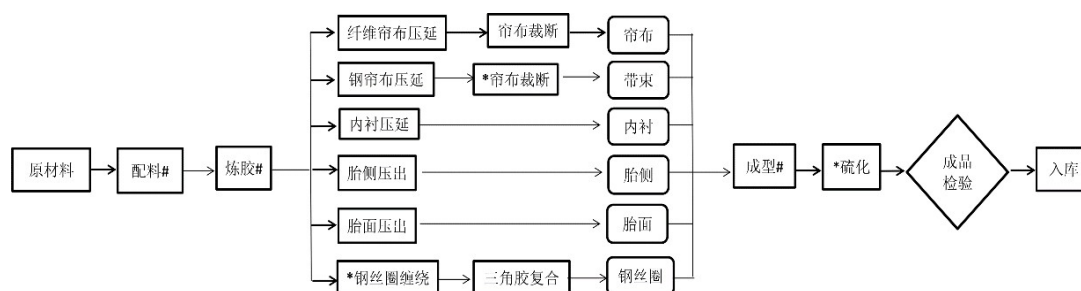 纤维帘布压延
帘布裁断
帘布
钢帘布压延
*帘布裁断
带束
内衬压延
内衬
原材料
配料#
炼胶#
胎侧压出
胎侧
成型#
*硫化
成品
检验
入库
胎面压出
胎面
*钢丝圈缠绕
三角胶复合
钢丝圈